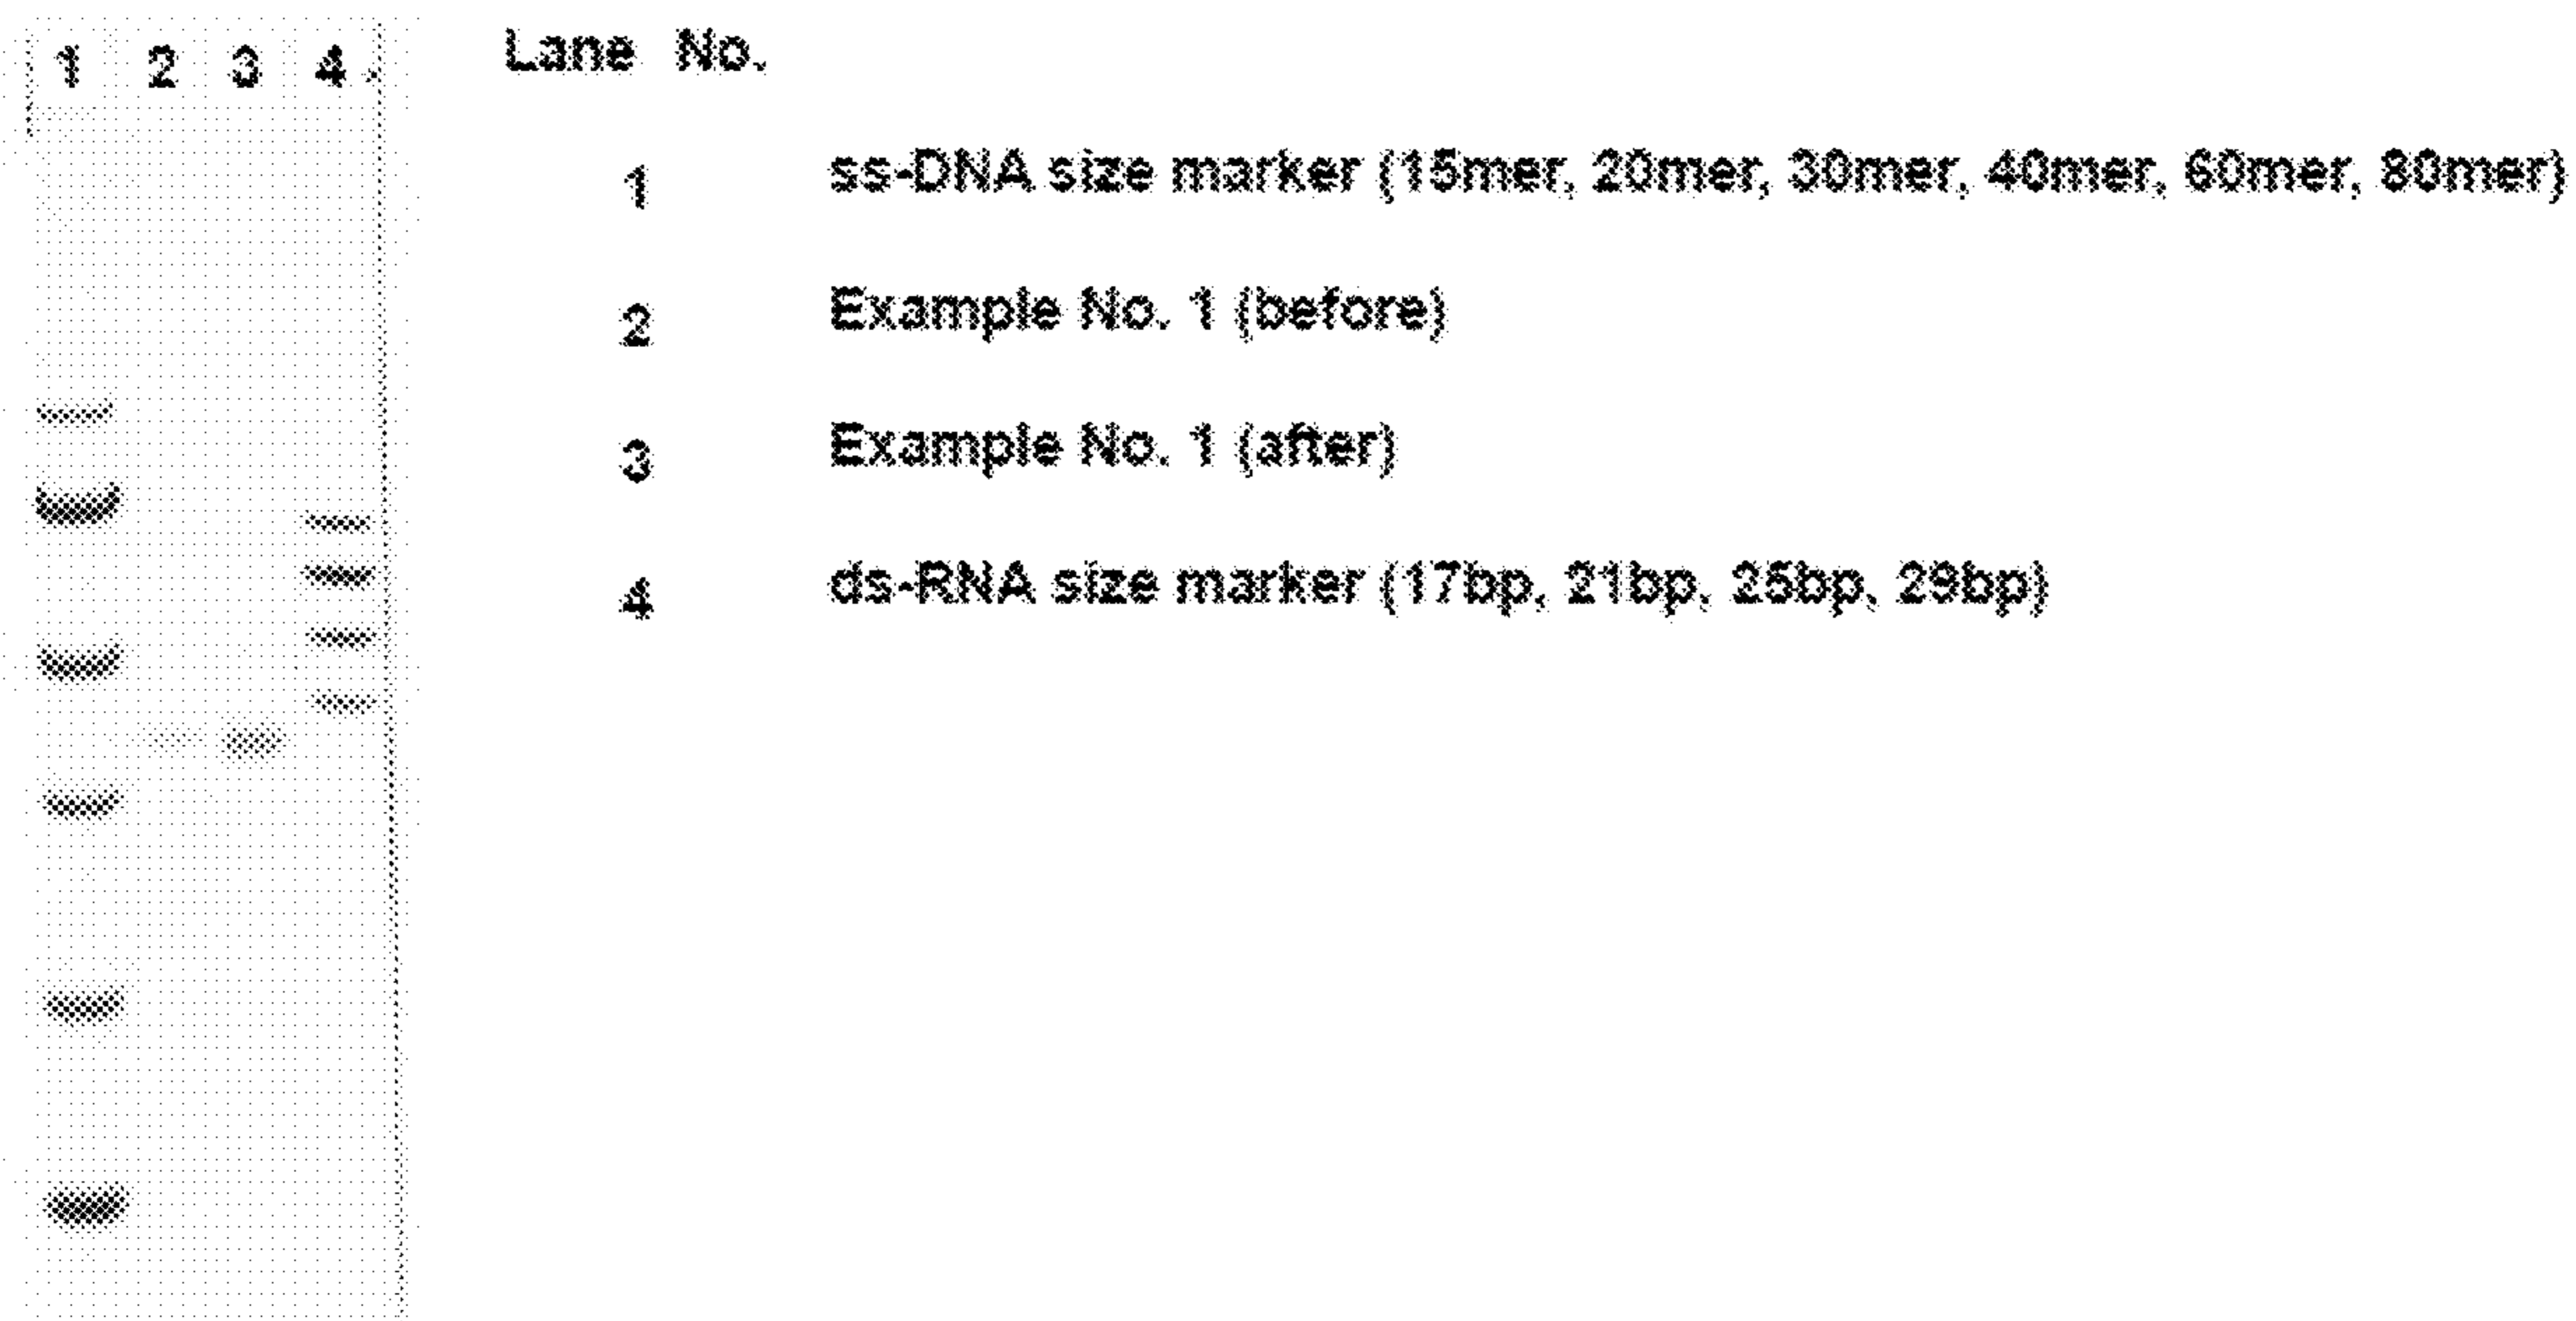 1 2 3 4
Lane No.
1 ss-DNA size marker (15mer, 20mer, 30mer, 40mer, 60mer, 80mer)
2 Example No. 1 (before)
3 Example No. 1 (after)
4 ds-RNA size marker (17bp, 21bp, 25bp, 29bp)